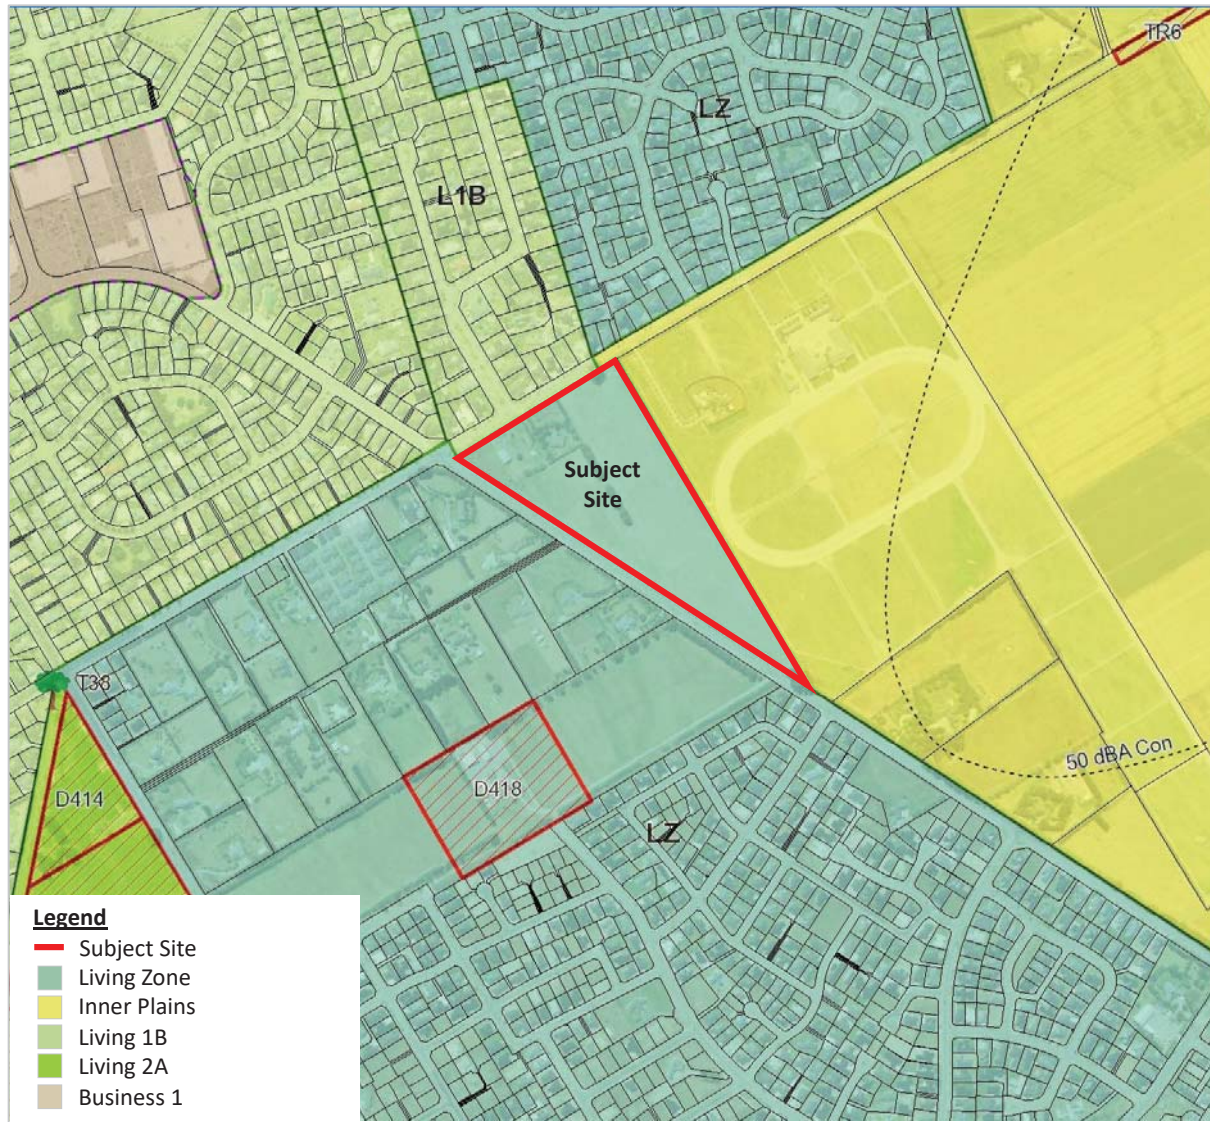 TR6
LZ
L1B
Subject
Site
T38
50 dBA Con
D414
D418
LZ
Legend
Subject Site
Living Zone
Inner Plains
Living 1B
Living 2A
Business 1